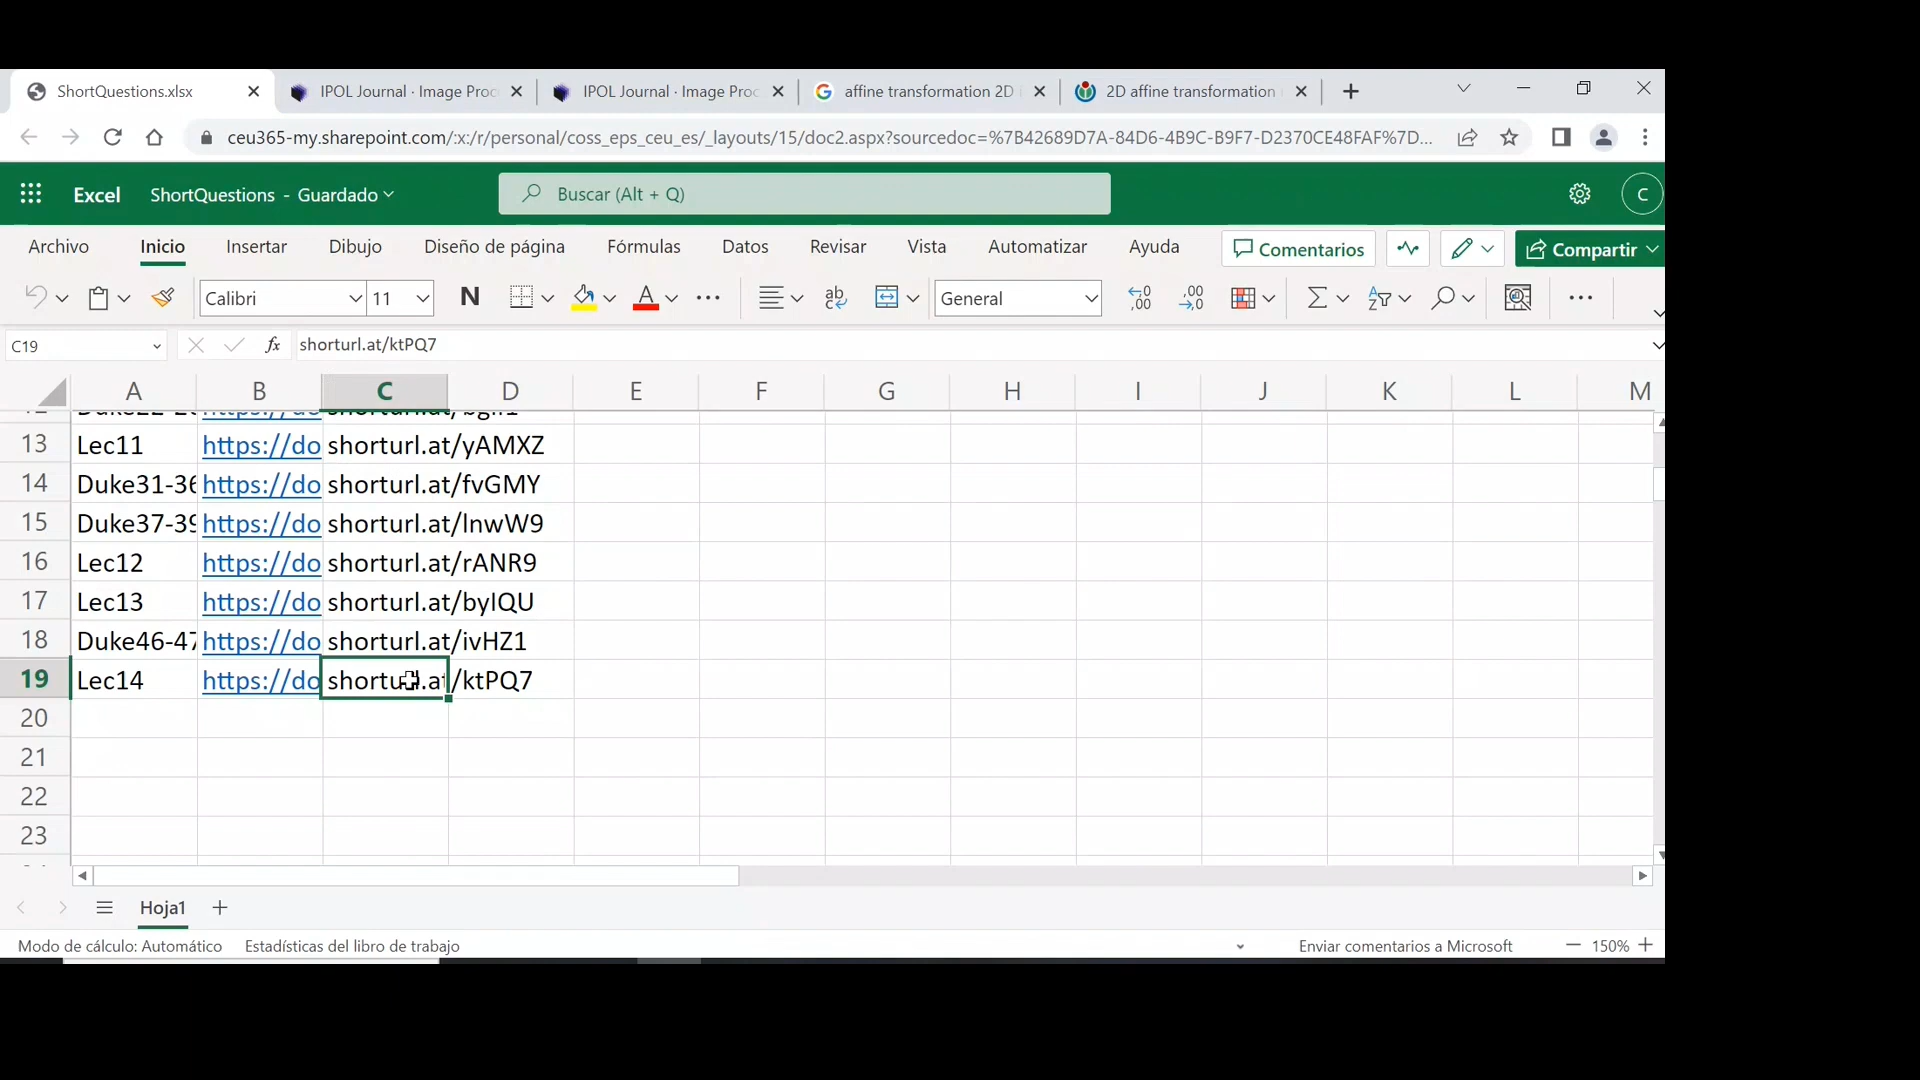 ShortQuestions.xlsx
IPOL Journal · Image Proc
IPOL Journal · Image Proc
affine transformation 2D
2D affine transformation
ceu365-my.sharepoint.com/:x:/r/personal/coss_eps_ceu_es/_layouts/15/doc2.aspx?sourcedoc=%7B42689D7A-84D6-4B9C-B9F7-D2370CE48FAF%7D...
Excel ShortQuestions - Guardado
Buscar (Alt + Q)
C
Archivo Inicio Insertar Dibujo Diseño de página Fórmulas Datos Revisar Vista Automatizar Ayuda Comentarios Compartir
Calibri 11 N A ab c General ,00 ,00 Σ A Z
C19 fx shorturl.at/ktPQ7
A B C D E F G H I J K L M
13 Lec11 https://do shorturl.at/yAMXZ
14 Duke31-36 https://do shorturl.at/fvGMY
15 Duke37-39 https://do shorturl.at/lnwW9
16 Lec12 https://do shorturl.at/rANR9
17 Lec13 https://do shorturl.at/byIQU
18 Duke46-47 https://do shorturl.at/ivHZ1
19 Lec14 https://do shorturl.at/ktPQ7
20
21
22
23
Hoja1
Modo de cálculo: Automático Estadísticas del libro de trabajo Enviar comentarios a Microsoft 150%